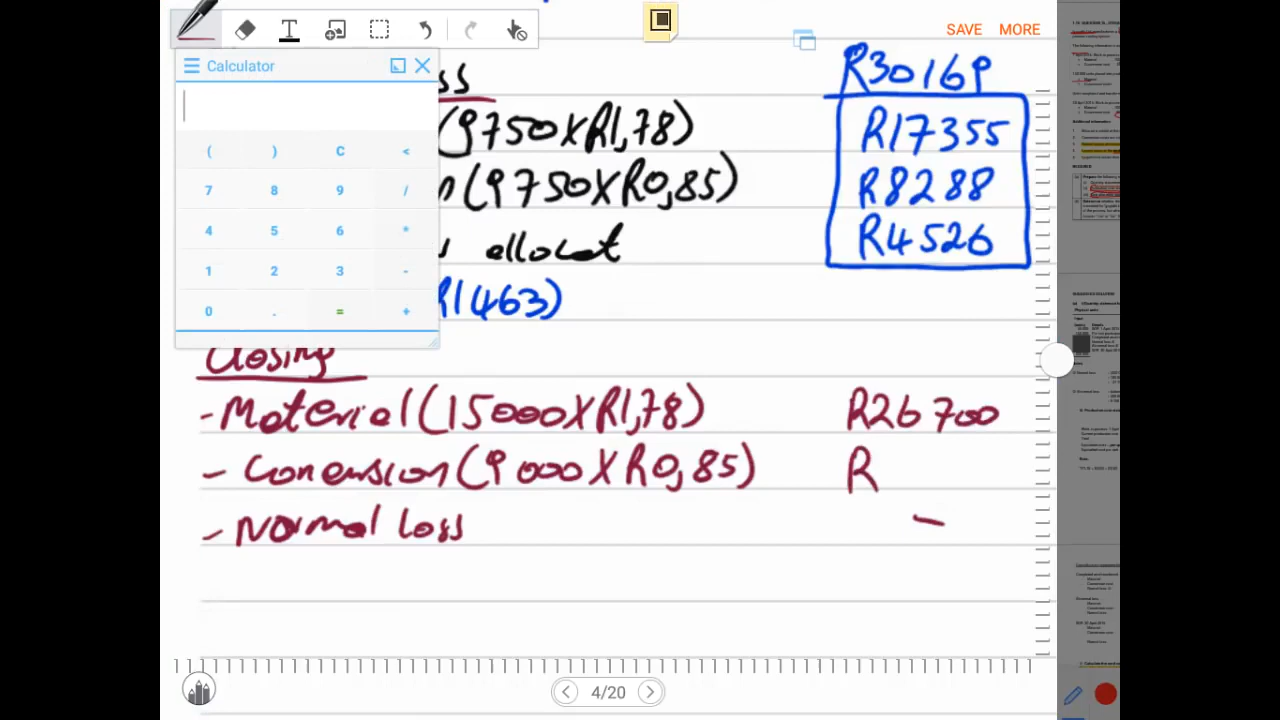 SAVE MORE
Calculator
( ) C <
7 8 9 /
4 5 6 *
1 2 3 -
0 . = +
ss R30169
(9750XR1,78) R17355
n(9750XR0,85) R8288
s allocat R4526
R1463)
Closing
-Material(15000XR1,78) R26700
- Conension(9000XR0,85) R
- Normal loss -
4/20